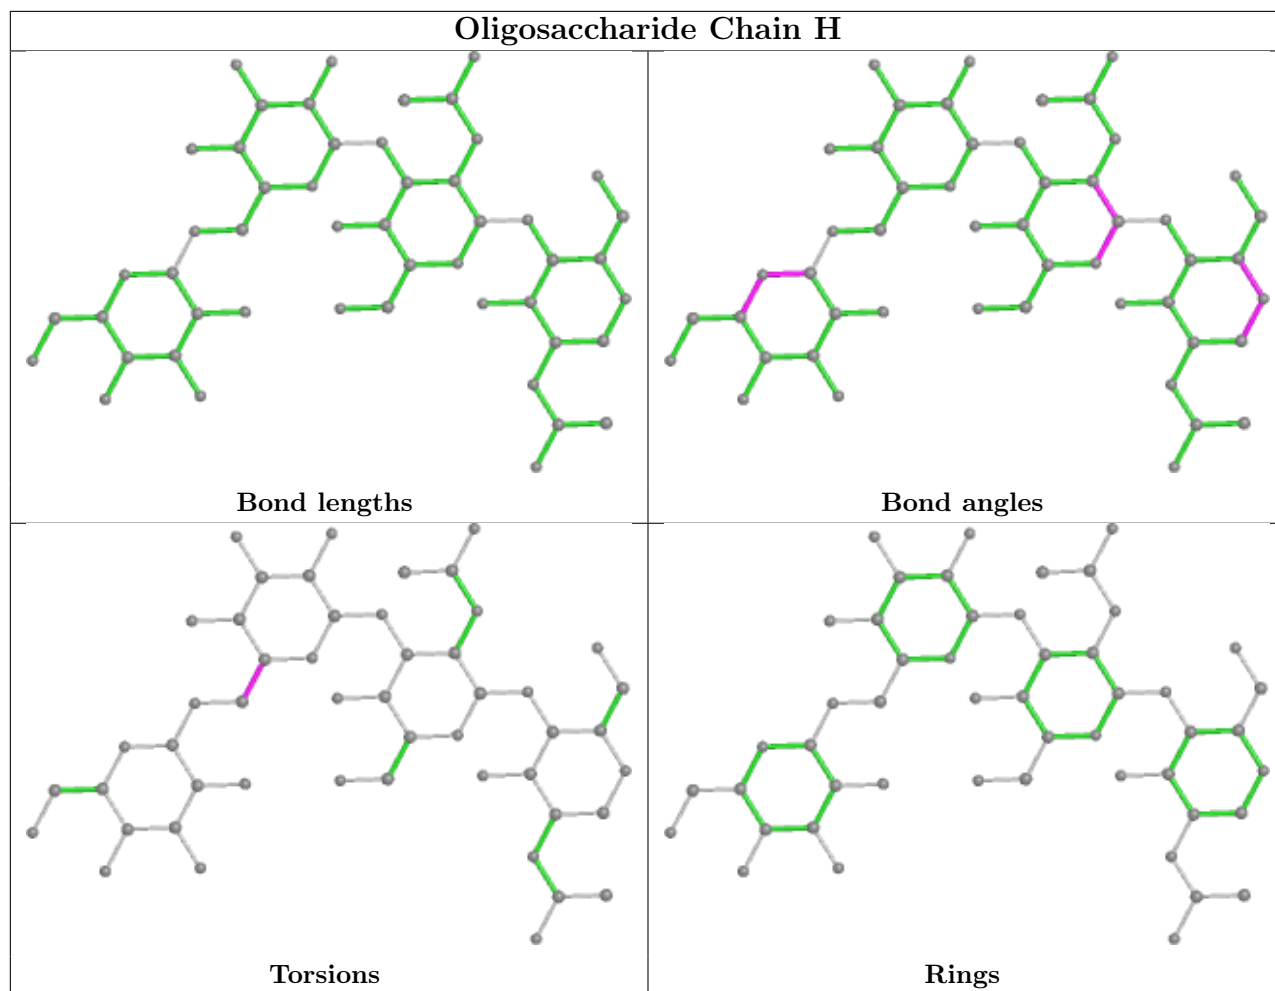 Oligosaccharide Chain H
Bond lengths
Bond angles
Torsions
Rings